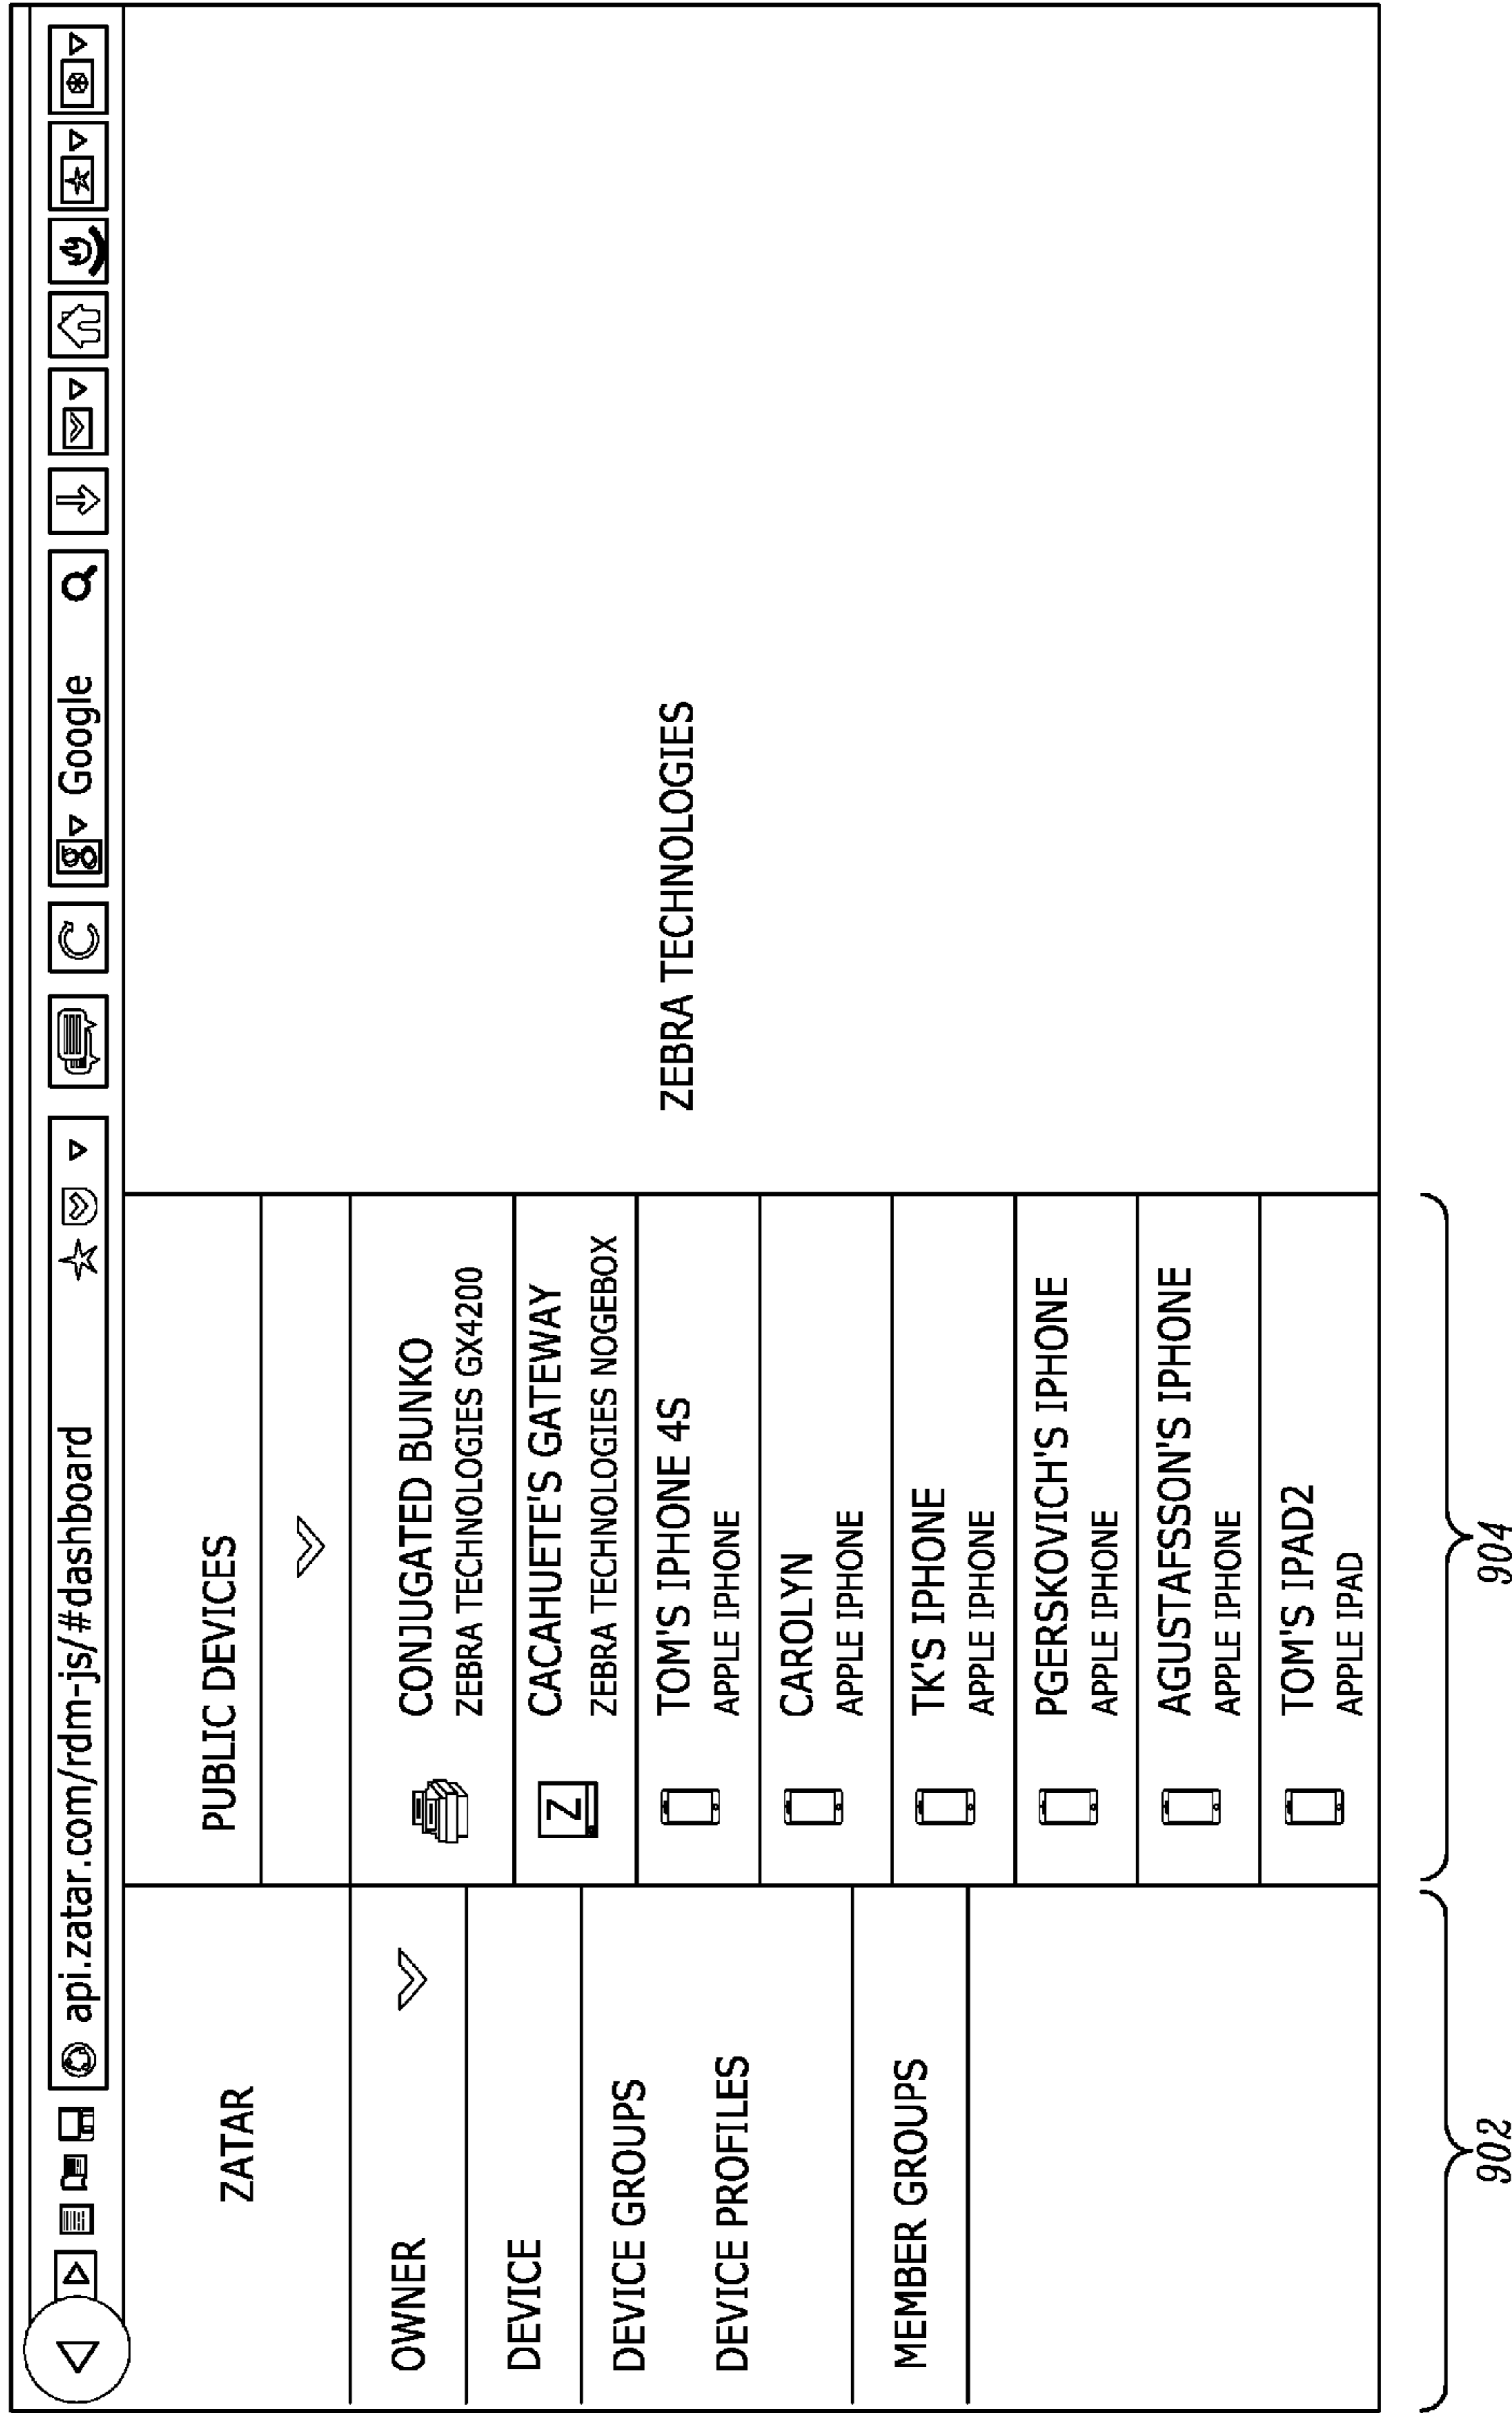 api.zatar.com/rdm-js/#dashboard
g Google
ZATAR
OWNER
DEVICE
DEVICE GROUPS
DEVICE PROFILES
MEMBER GROUPS
PUBLIC DEVICES
CONJUGATED BUNKO
ZEBRA TECHNOLOGIES GX4200
Z
CACAHUETE'S GATEWAY
ZEBRA TECHNOLOGIES NOGEBOX
TOM'S IPHONE 4S
APPLE IPHONE
CAROLYN
APPLE IPHONE
TK'S IPHONE
APPLE IPHONE
PGERSKOVICH'S IPHONE
APPLE IPHONE
AGUSTAFSSON'S IPHONE
APPLE IPHONE
TOM'S IPAD2
APPLE IPAD
ZEBRA TECHNOLOGIES
902
904